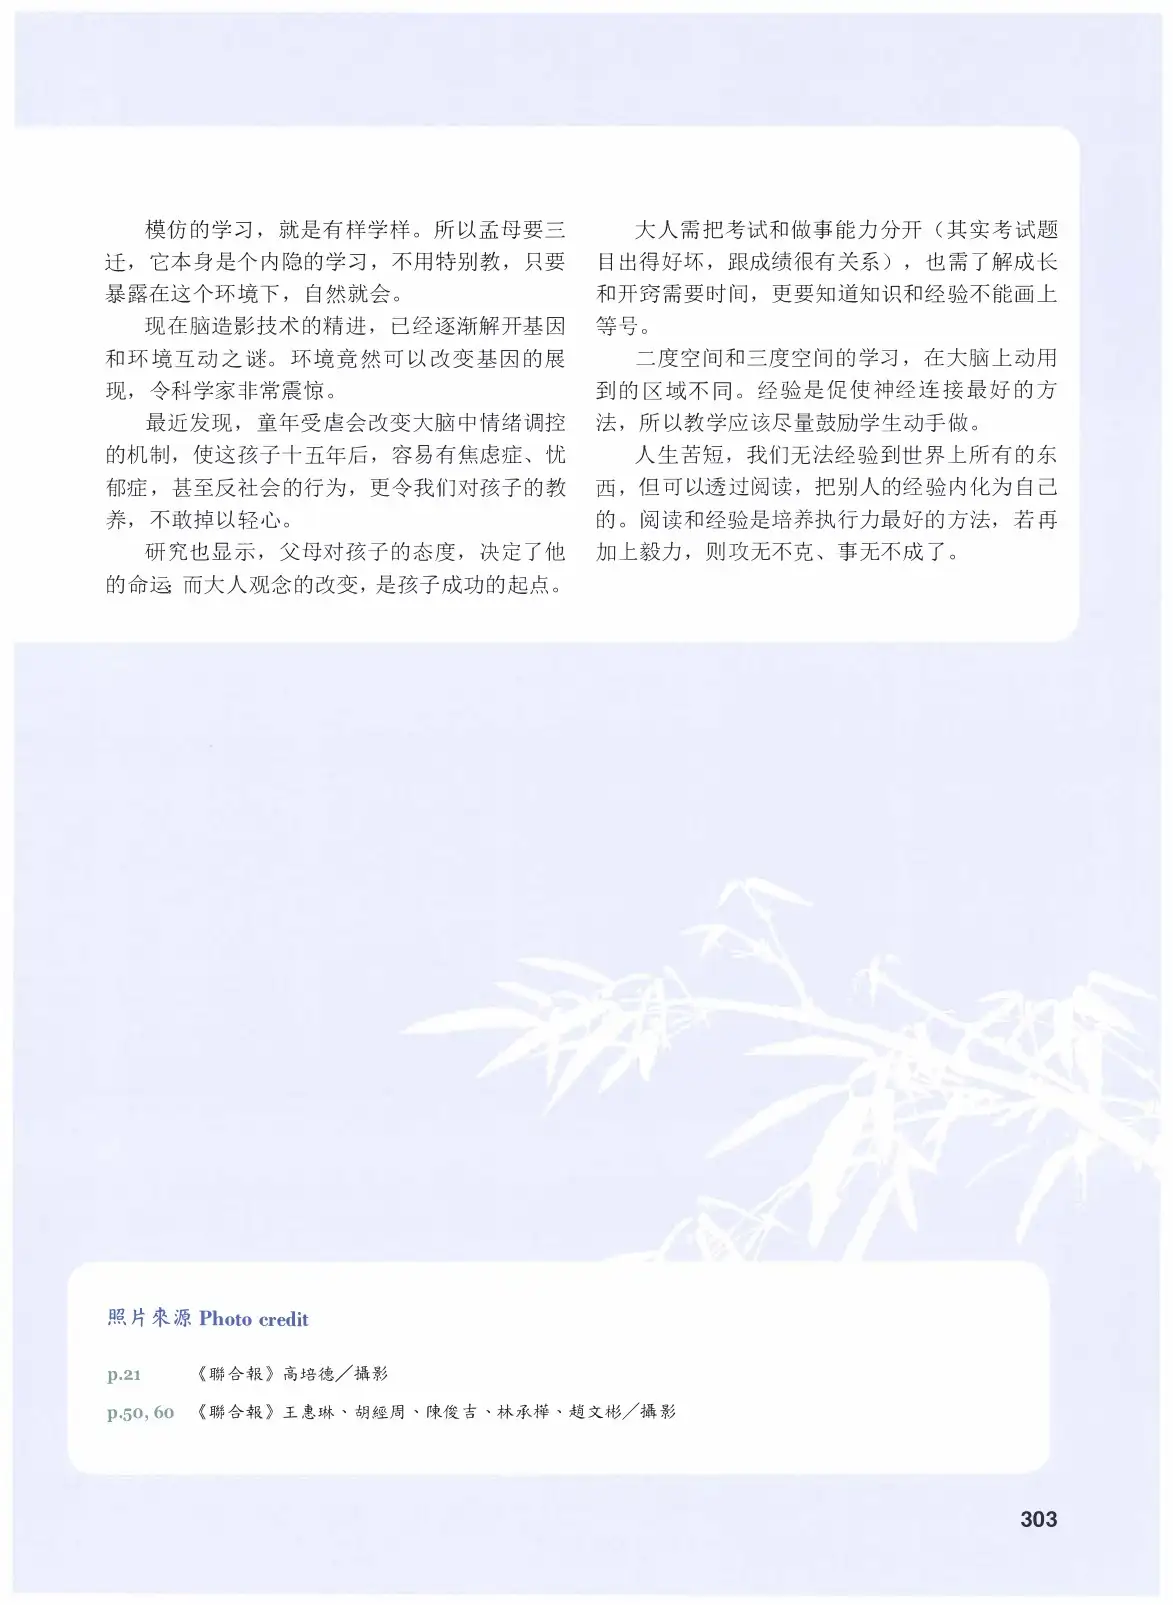 模仿的学习，就是有样学样。所以孟母要三
迁，它本身是个内隐的学习，不用特别教，只要
暴露在这个环境下，自然就会。
现在脑造影技术的精进，已经逐渐解开基因
和环境互动之谜。环境竟然可以改变基因的展
现，令科学家非常震惊。
最近发现，童年受虐会改变大脑中情绪调控
的机制，使这孩子十五年后，容易有焦虑症、忧
郁症，甚至反社会的行为，更令我们对孩子的教
养，不敢掉以轻心。
研究也显示，父母对孩子的态度，决定了他
的命运；而大人观念的改变，是孩子成功的起点。
大人需把考试和做事能力分开（其实考试题
目出得好坏，跟成绩很有关系），也需了解成长
和开窍需要时间，更要知道知识和经验不能画上
等号。
二度空间和三度空间的学习，在大脑上动用
到的区域不同。经验是促使神经连接最好的方
法，所以教学应该尽量鼓励学生动手做。
人生苦短，我们无法经验到世界上所有的东
西，但可以透过阅读，把别人的经验内化为自己
的。阅读和经验是培养执行力最好的方法，若再
加上毅力，则攻无不克、事无不成了。
照片來源 Photo credit
p.21 《聯合報》高培德／攝影
p.50, 60 《聯合報》王惠琳、胡經周、陳俊吉、林承樺、趙文彬／攝影
303